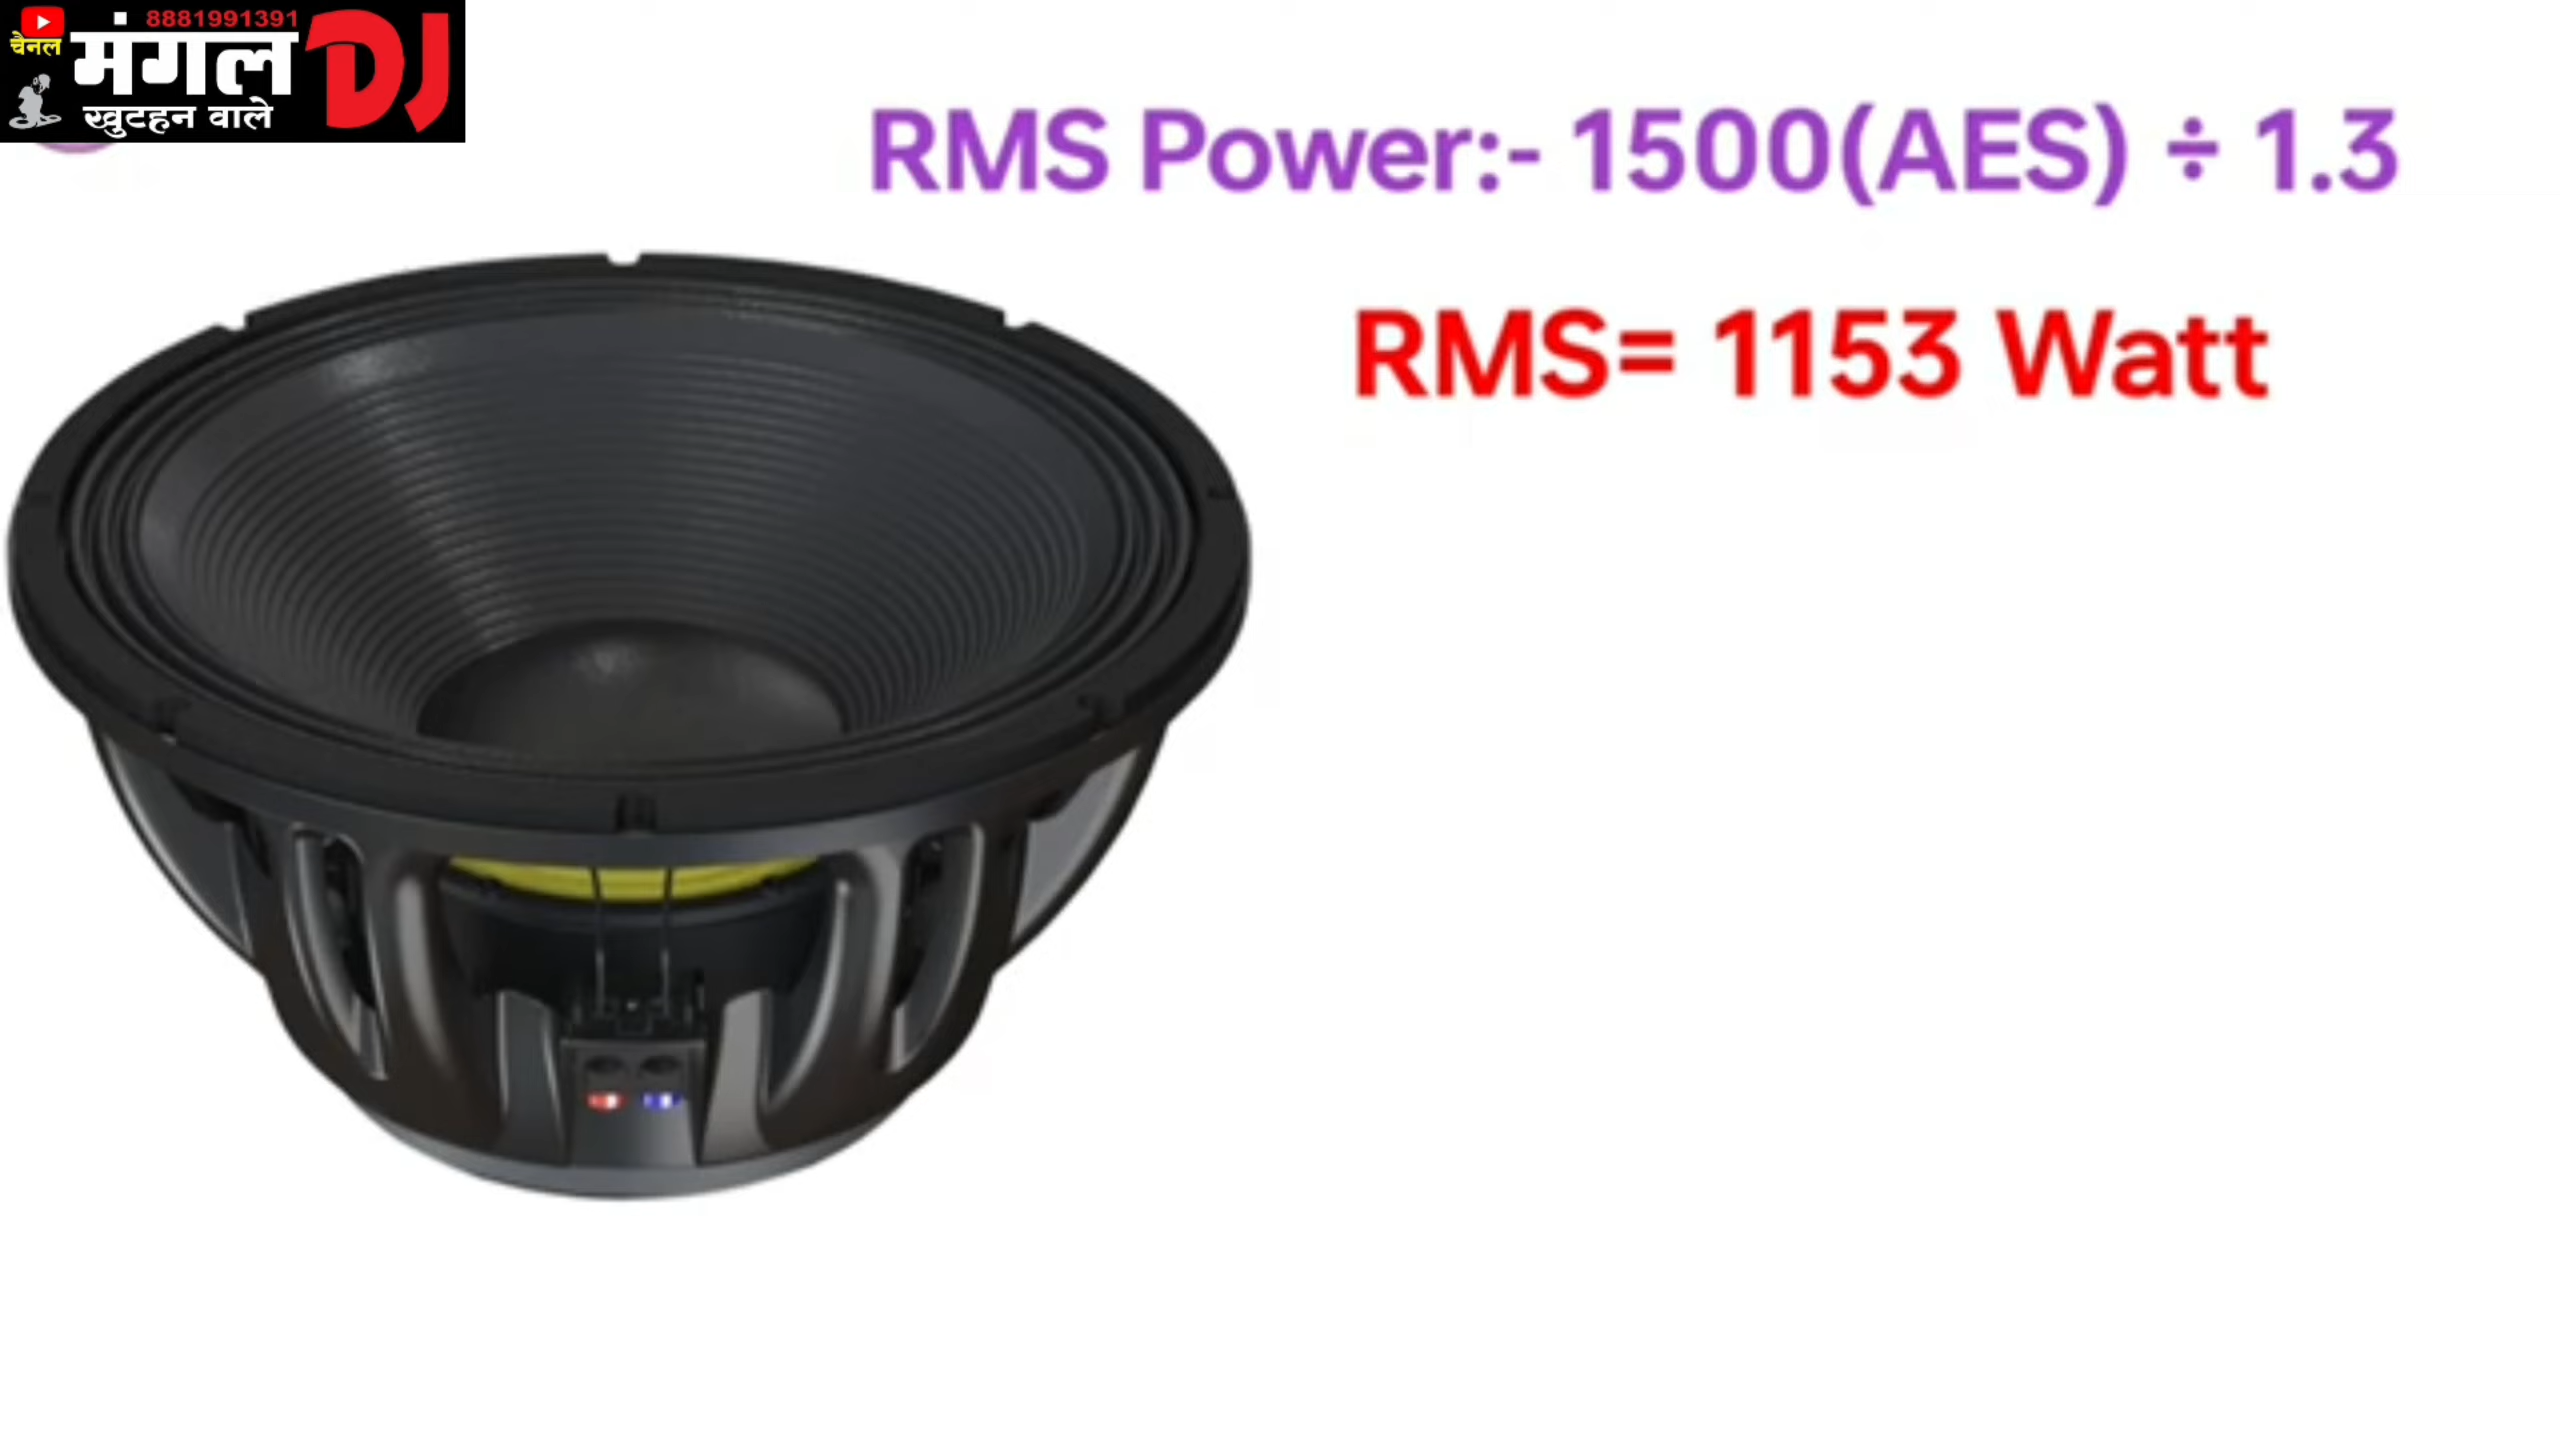 8881991391
चैनल
मंगल DJ
खुटहन वाले
RMS Power:- 1500(AES) ÷ 1.3
RMS= 1153 Watt